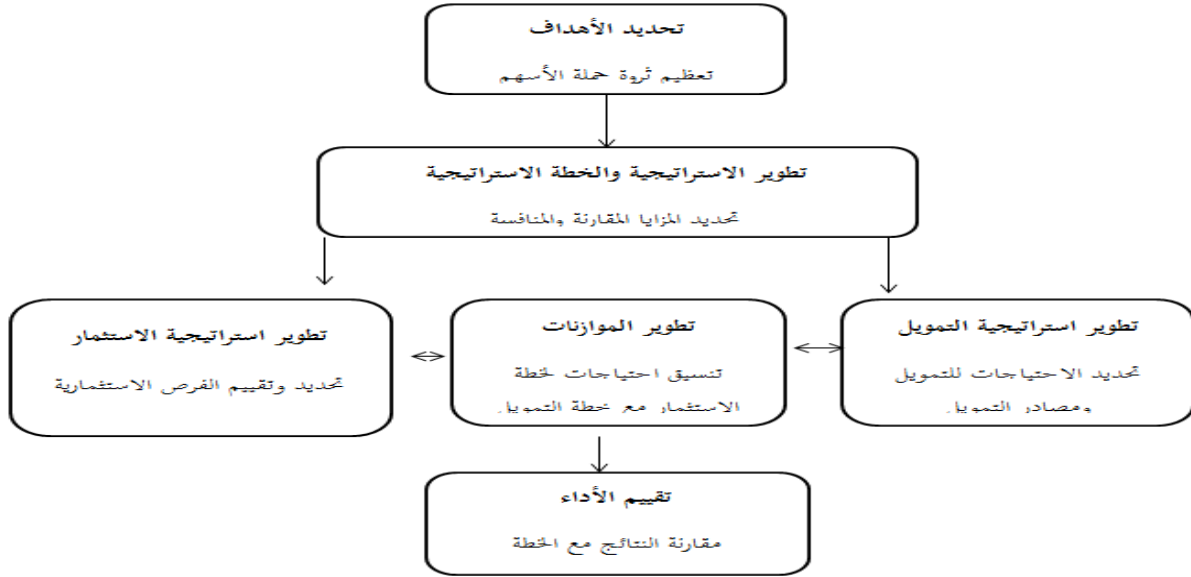 تحديد الأهداف
تعظيم ثروة حملة الأسهم
تطوير الاستراتيجية والخطة الاستراتيجية
تحديد المزايا المقارنة والمنافسة
تطوير استراتيجية التمويل
تحديد الاحتياجات للتمويل
ومصادر التمويل
تطوير الموازنات
تنسيق احتياجات خطة
الاستثمار مع خطة التمويل
تطوير استراتيجية الاستثمار
تحديد وتقييم الفرص الاستثمارية
تقييم الأداء
مقارنة النتائج مع الخطة